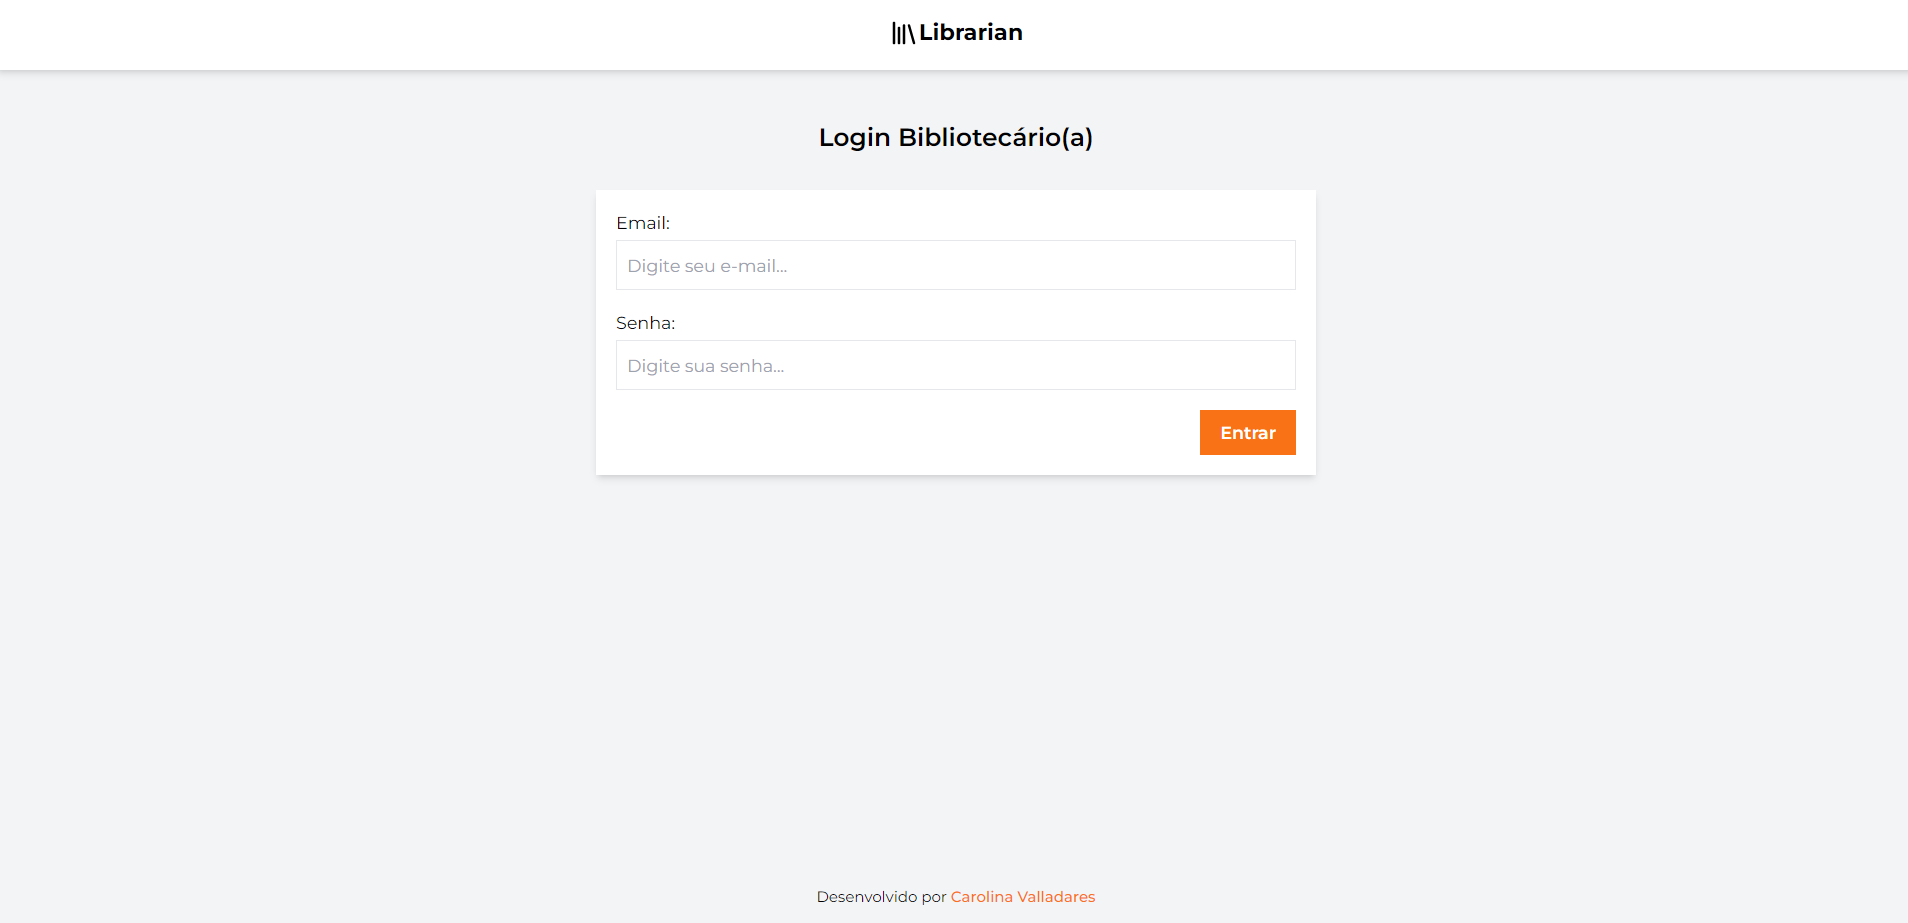 Librarian
Login Bibliotecário(a)
Email:
Digite seu e-mail...
Senha:
Digite sua senha...
Entrar
Desenvolvido por Carolina Valladares